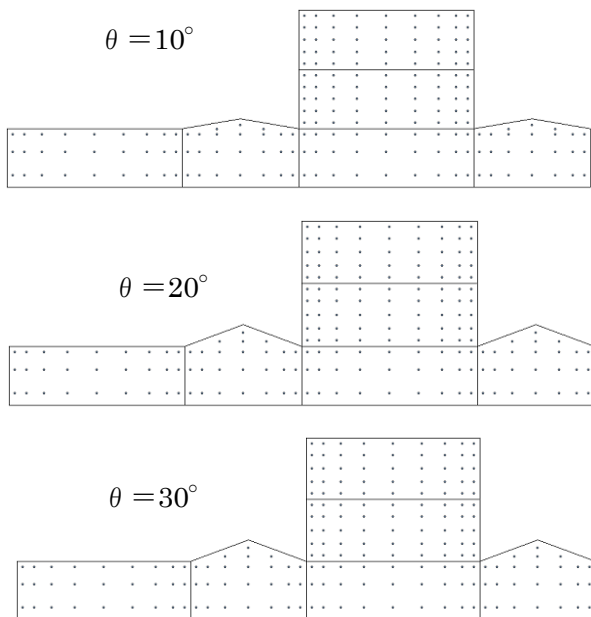 θ = 10°
θ = 20°
θ = 30°